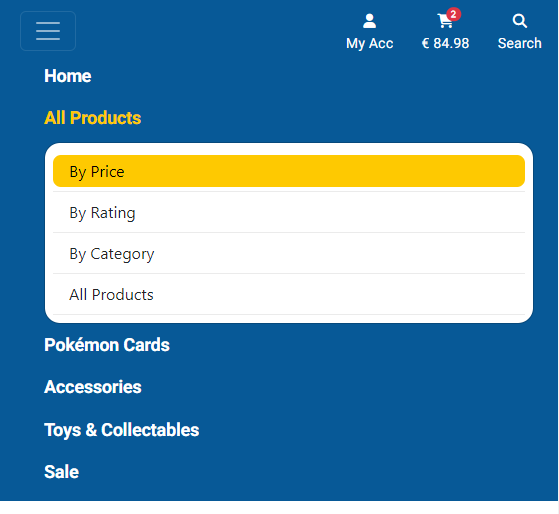 2
My Acc
€ 84.98
Search
Home
All Products
By Price
By Rating
By Category
All Products
Pokémon Cards
Accessories
Toys & Collectables
Sale